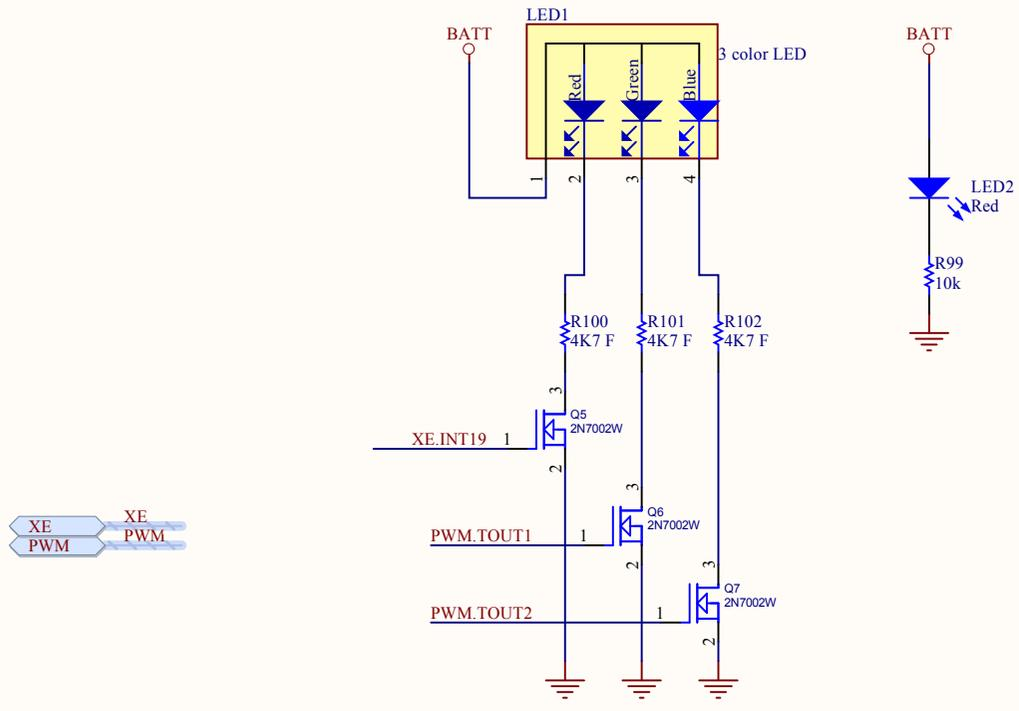 LED1
BATT
BATT
3 color LED
Red
Green
Blue
1
2
3
4
LED2
Red
R99
10k
R100
4K7 F
R101
4K7 F
R102
4K7 F
3
Q5
2N7002W
XE.INT19
1
2
3
Q6
2N7002W
XE
XE
PWM
PWM
PWM.TOUT1
1
2
3
Q7
2N7002W
PWM.TOUT2
1
2